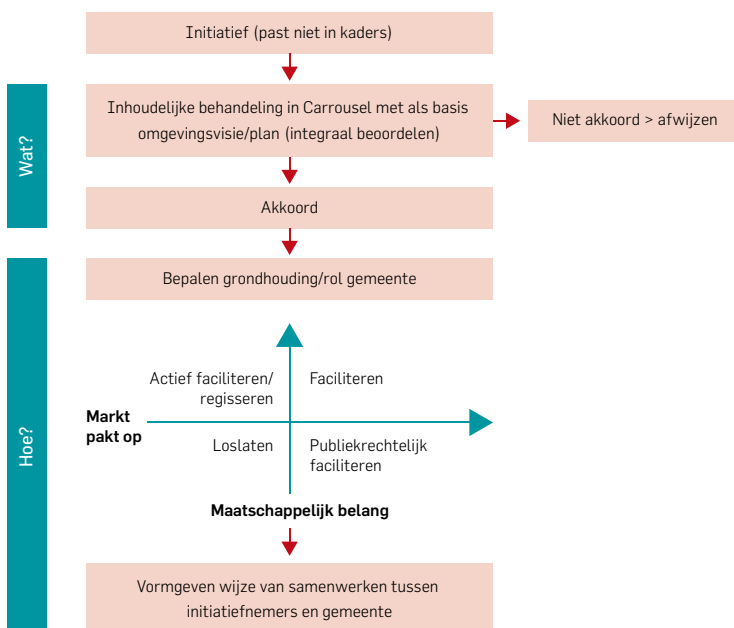 Initiatief (past niet in kaders)
Wat?
Inhoudelijke behandeling in Carrousel met als basis
omgevingsvisie/plan (integraal beoordelen)
Niet akkoord > afwijzen
Akkoord
Hoe?
Bepalen grondhouding/rol gemeente
Actief faciliteren/
regisseren
Faciliteren
Markt
pakt op
Loslaten
Publiekrechtelijk
faciliteren
Maatschappelijk belang
Vormgeven wijze van samenwerken tussen
initiatiefnemers en gemeente